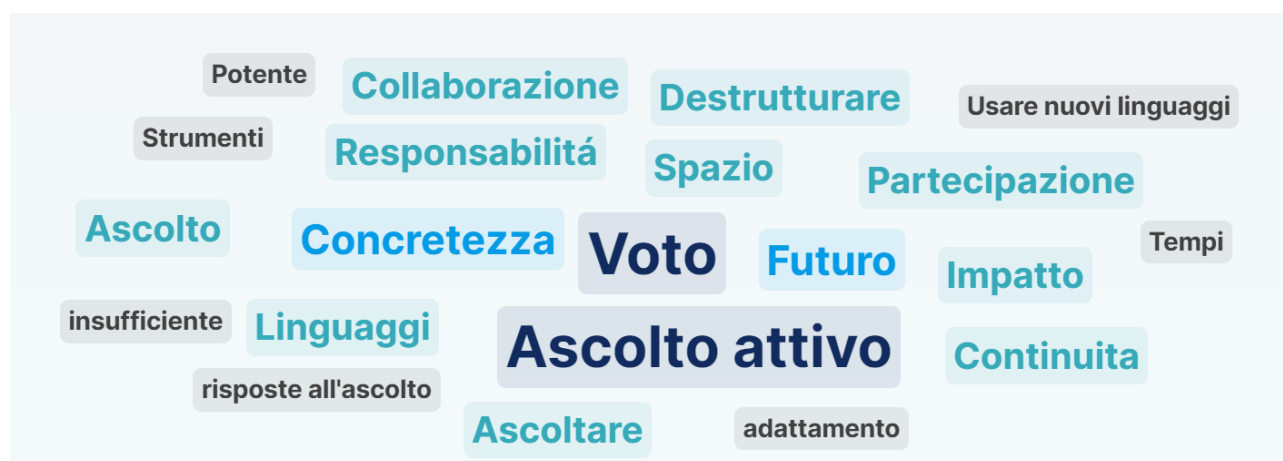 Potente
Collaborazione
Destrutturare
Usare nuovi linguaggi
Strumenti
Responsabilitá
Spazio
Partecipazione
Ascolto
Concretezza
Voto
Futuro
Tempi
Impatto
insufficiente
Linguaggi
Ascolto attivo
Continuita
risposte all'ascolto
Ascoltare
adattamento